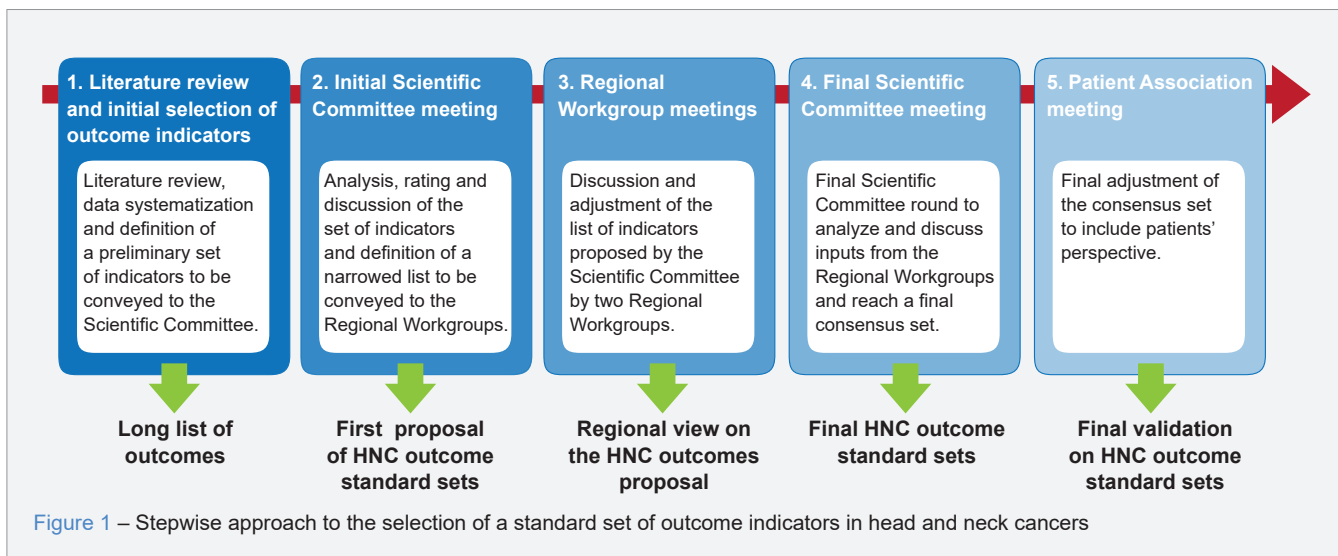 1. Literature review
and initial selection of
outcome indicators
Literature review,
data systematization
and definition of
a preliminary set
of indicators to be
conveyed to the
Scientific Committee.
Long list of
outcomes
2. Initial Scientific
Committee meeting
Analysis, rating and
discussion of the
set of indicators
and definition of a
narrowed list to be
conveyed to the
Regional Workgroups.
First proposal
of HNC outcome
standard sets
3. Regional
Workgroup meetings
Discussion and
adjustment of the
list of indicators
proposed by the
Scientific Committee
by two Regional
Workgroups.
Regional view on
the HNC outcomes
proposal
4. Final Scientific
Committee meeting
Final Scientific
Committee round to
analyze and discuss
inputs from the
Regional Workgroups
and reach a final
consensus set.
Final HNC outcome
standard sets
5. Patient Association
meeting
Final adjustment of
the consensus set
to include patients’
perspective.
Final validation
on HNC outcome
standard sets
Figure 1 – Stepwise approach to the selection of a standard set of outcome indicators in head and neck cancers